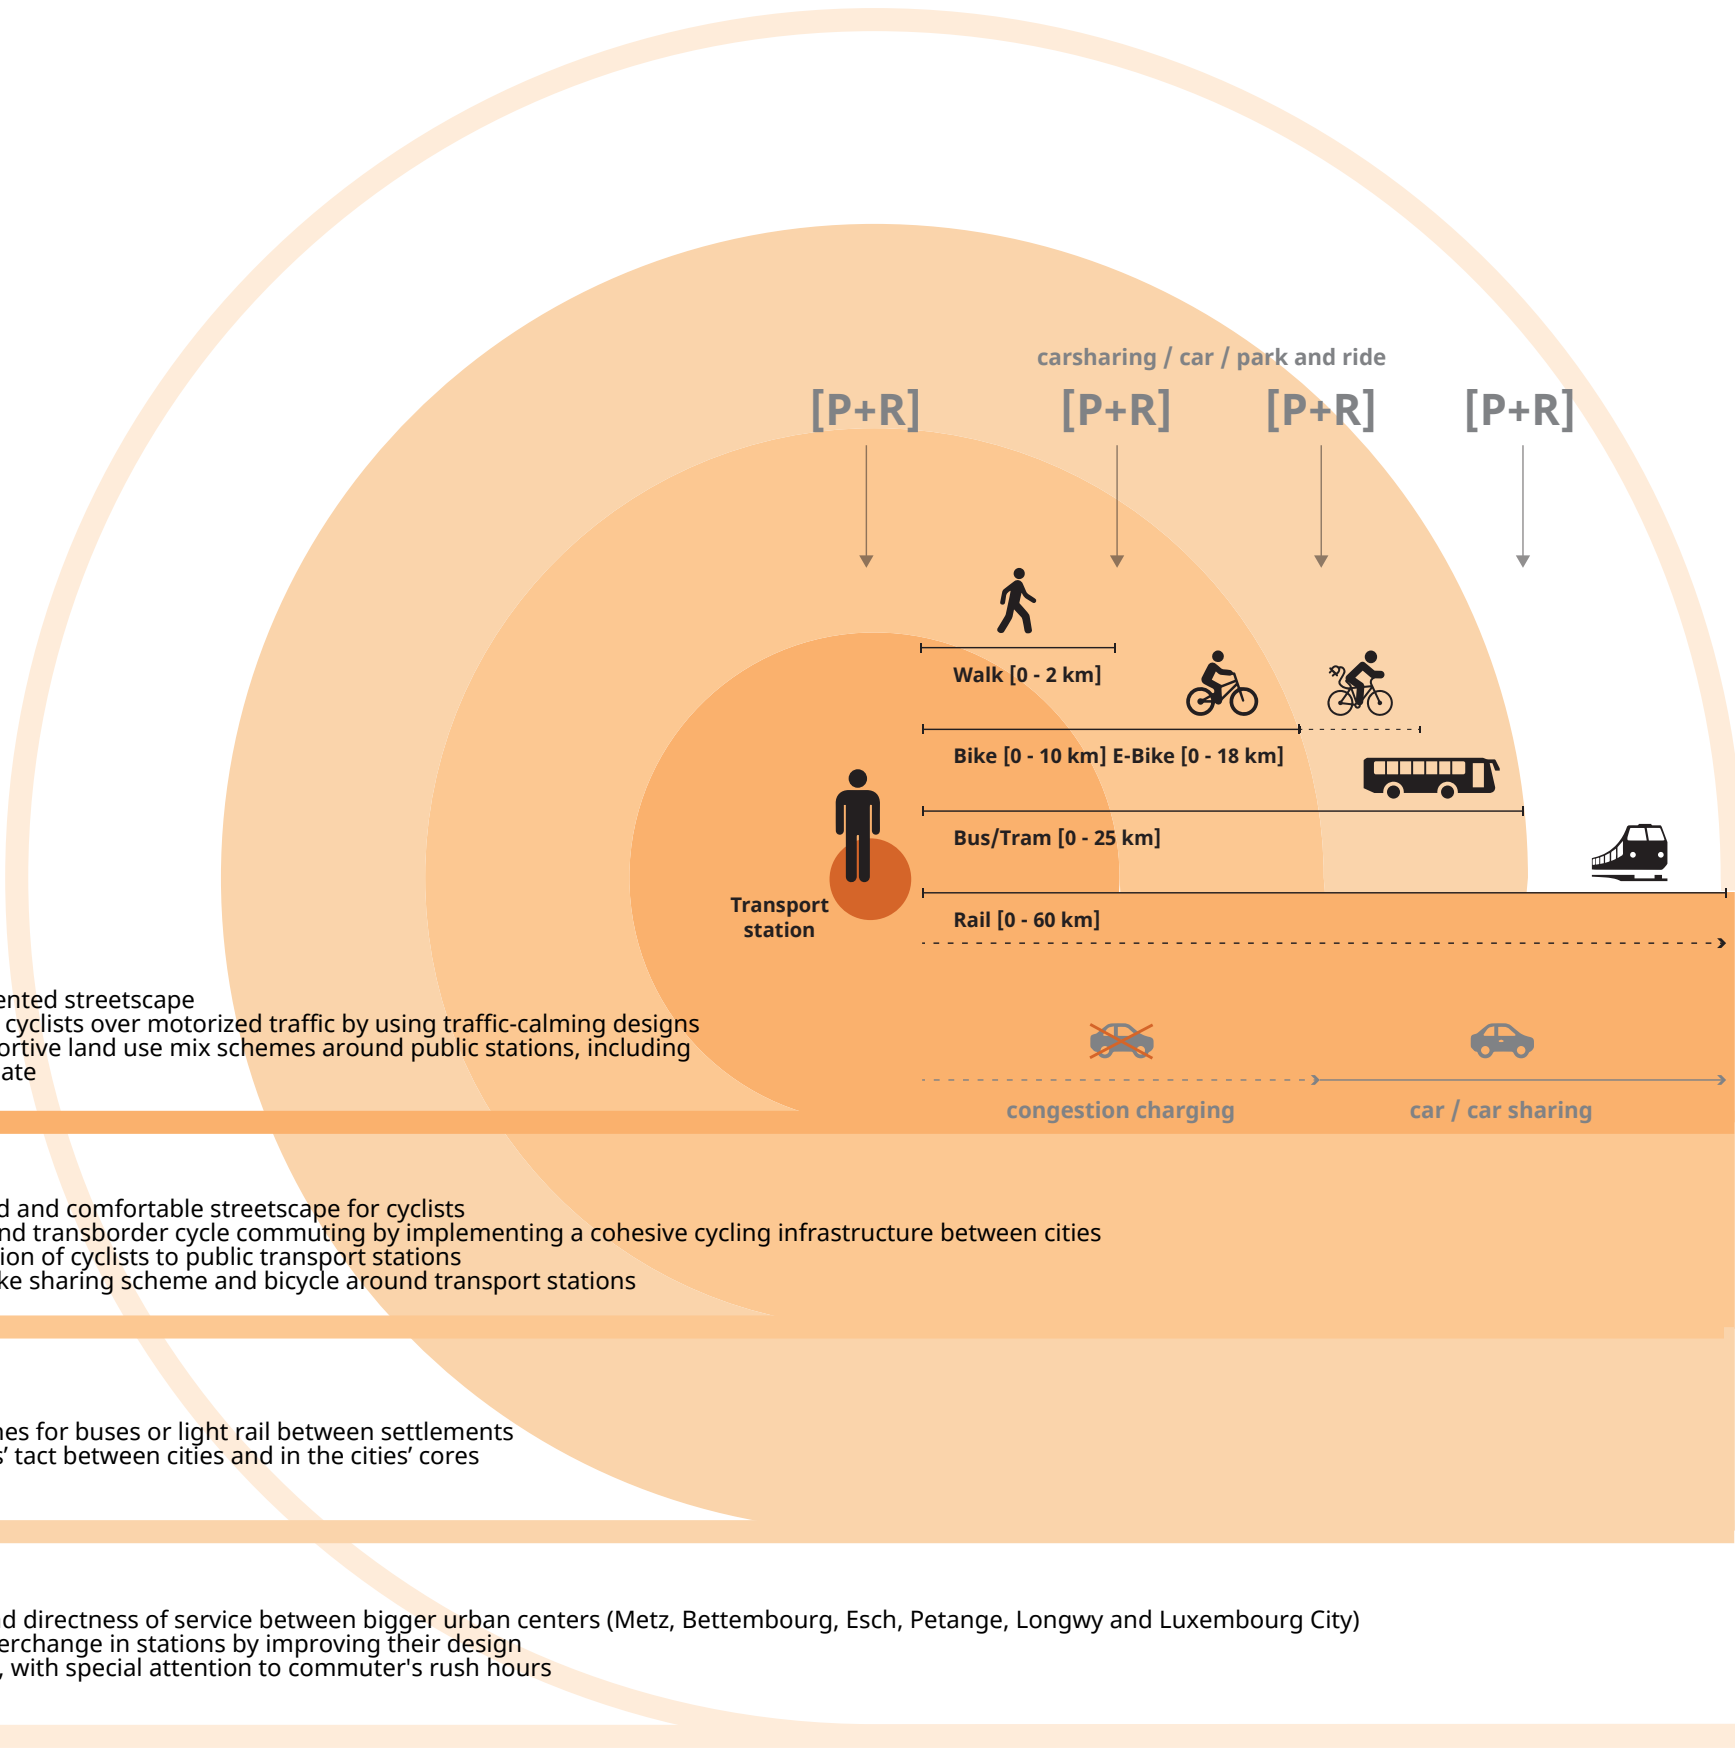 carsharing / car / park and ride
[P+R] [P+R] [P+R] [P+R]
Walk [0 - 2 km]
Bike [0 - 10 km] E-Bike [0 - 18 km]
Bus/Tram [0 - 25 km]
Transport
station
Rail [0 - 60 km]
congestion charging
car / car sharing
ented streetscape
cyclists over motorized traffic by using traffic-calming designs
ortive land use mix schemes around public stations, including
ate
d and comfortable streetscape for cyclists
nd transborder cycle commuting by implementing a cohesive cycling infrastructure between cities
ion of cyclists to public transport stations
ke sharing scheme and bicycle around transport stations
nes for buses or light rail between settlements
s’ tact between cities and in the cities’ cores
nd directness of service between bigger urban centers (Metz, Bettembourg, Esch, Petange, Longwy and Luxembourg City)
erchange in stations by improving their design
, with special attention to commuter's rush hours